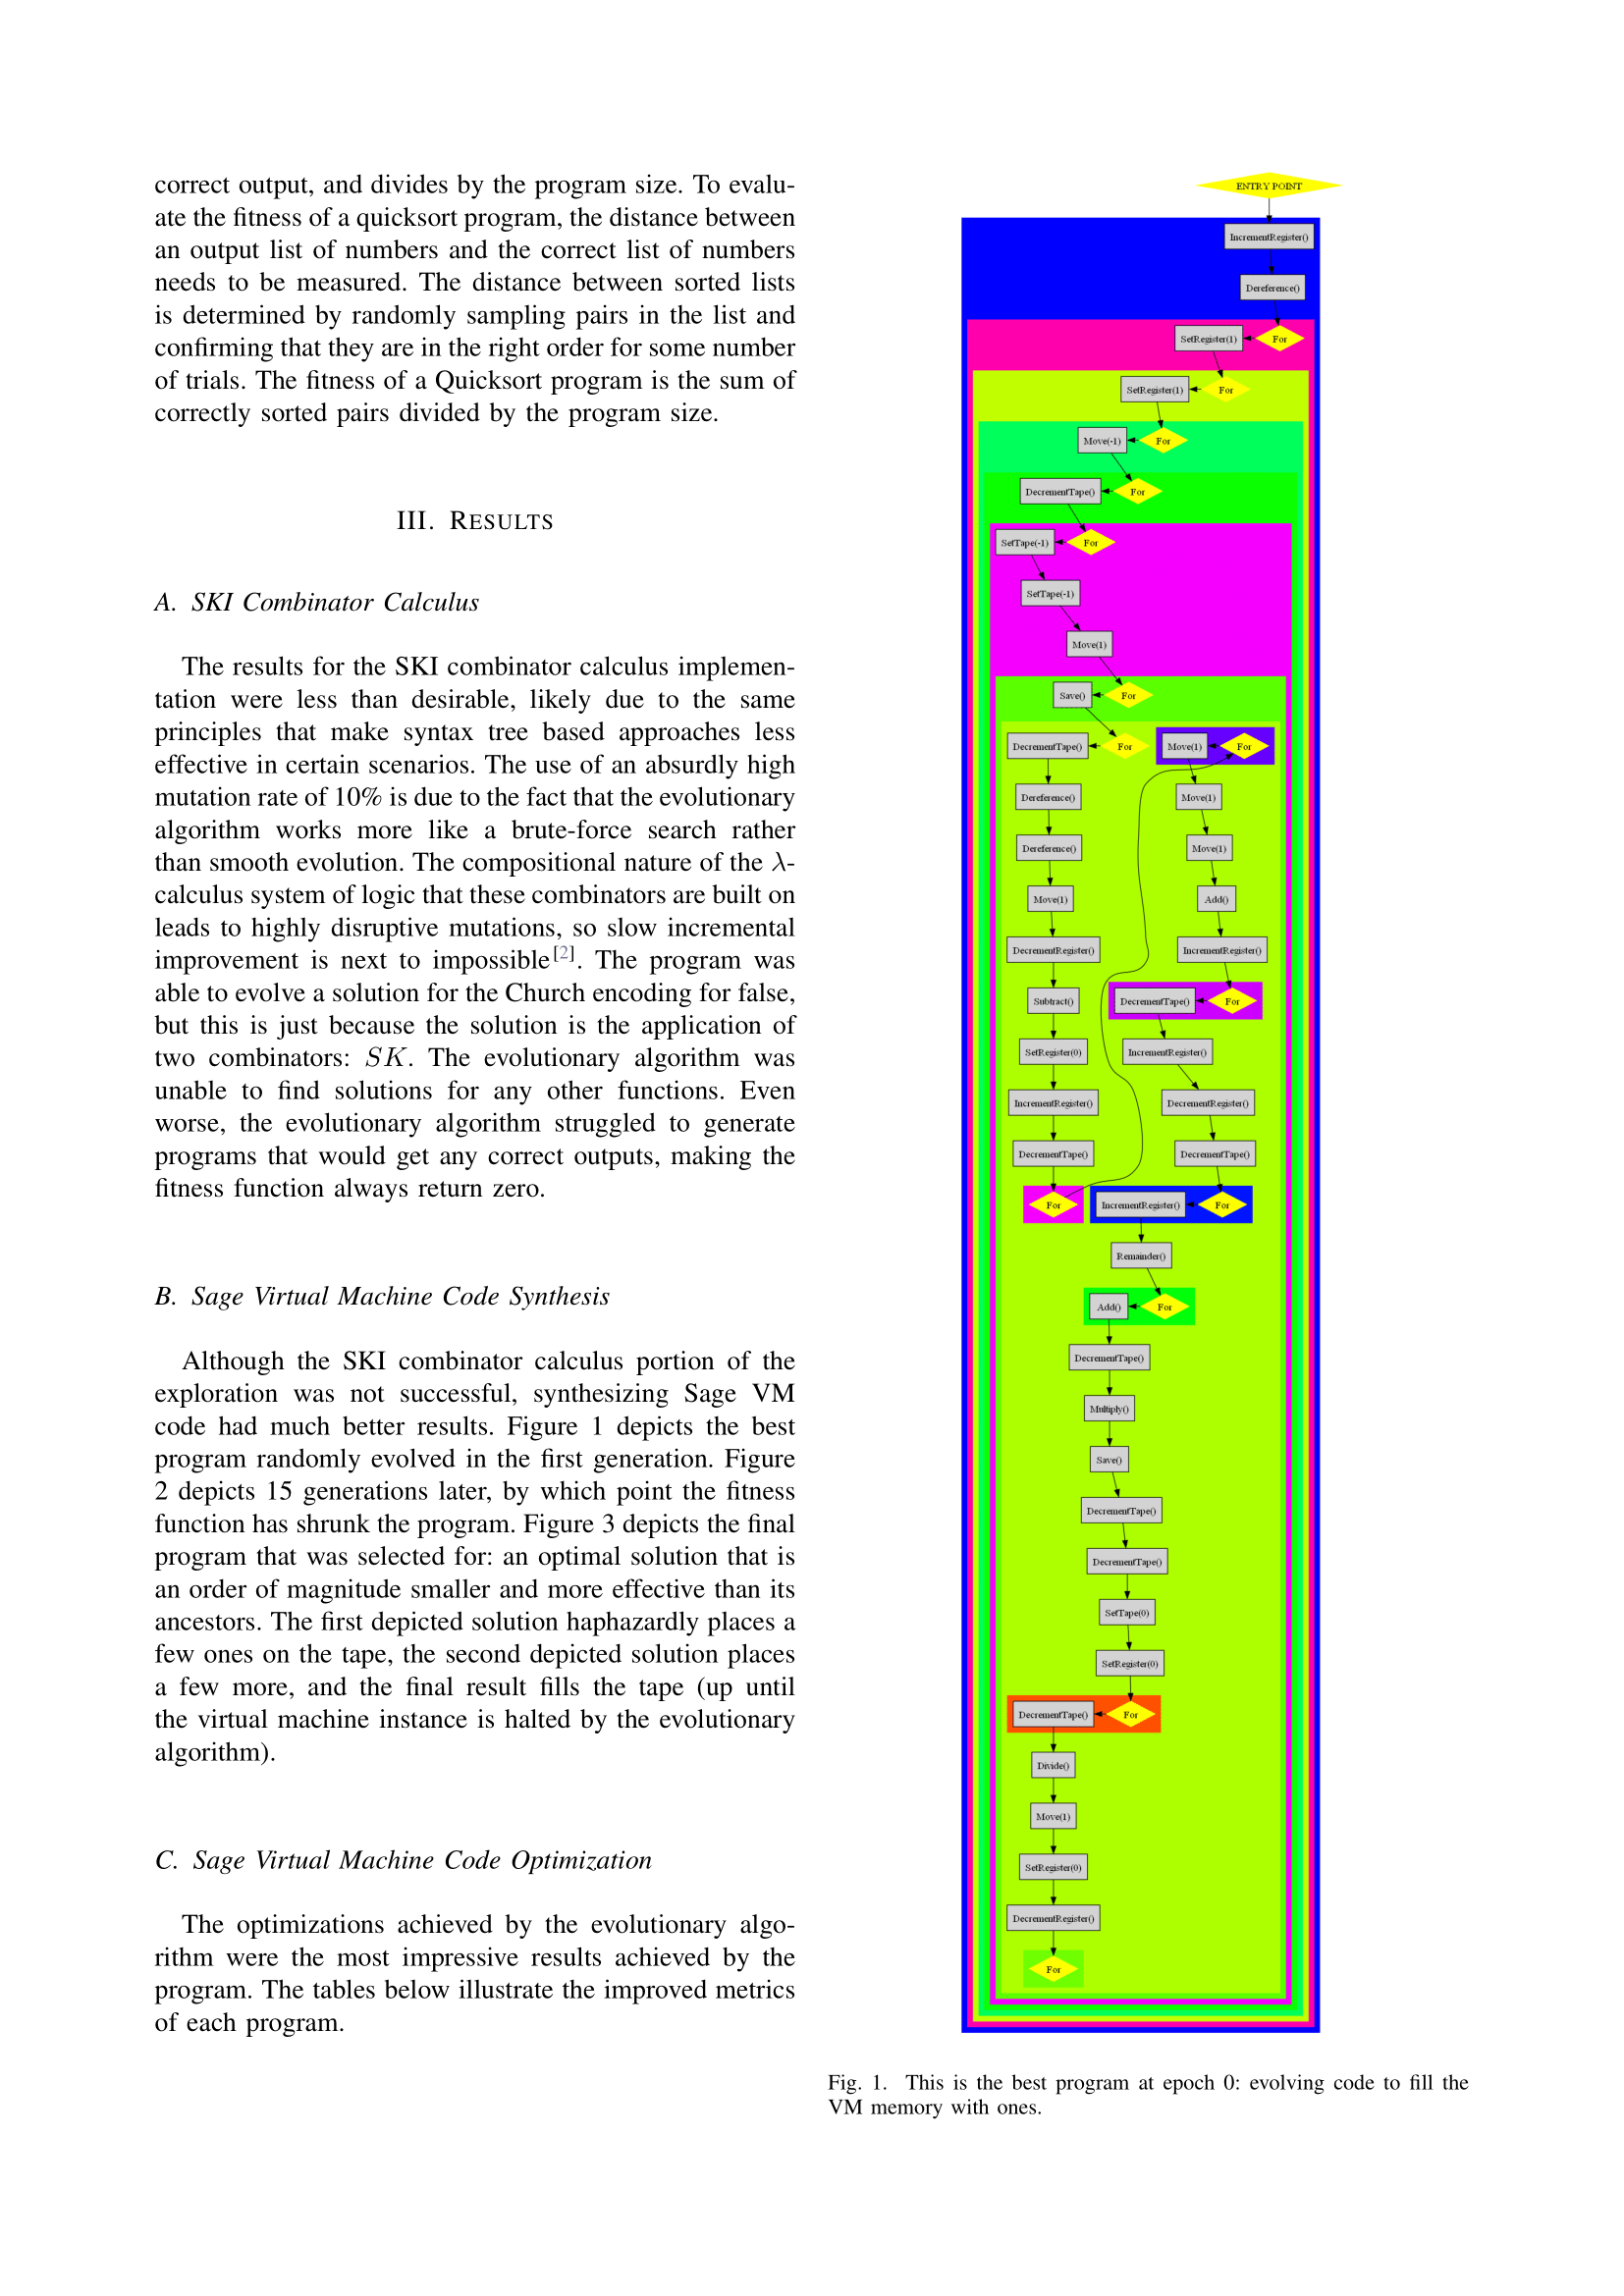 correct output, and divides by the program size. To evalu-
ate the fitness of a quicksort program, the distance between
an output list of numbers and the correct list of numbers
needs to be measured. The distance between sorted lists
is determined by randomly sampling pairs in the list and
confirming that they are in the right order for some number
of trials. The fitness of a Quicksort program is the sum of
correctly sorted pairs divided by the program size.
III. RESULTS
A. SKI Combinator Calculus
The results for the SKI combinator calculus implemen-
tation were less than desirable, likely due to the same
principles that make syntax tree based approaches less
effective in certain scenarios. The use of an absurdly high
mutation rate of 10% is due to the fact that the evolutionary
algorithm works more like a brute-force search rather
than smooth evolution. The compositional nature of the λ-
calculus system of logic that these combinators are built on
leads to highly disruptive mutations, so slow incremental
improvement is next to impossible[2]. The program was
able to evolve a solution for the Church encoding for false,
but this is just because the solution is the application of
two combinators: SK. The evolutionary algorithm was
unable to find solutions for any other functions. Even
worse, the evolutionary algorithm struggled to generate
programs that would get any correct outputs, making the
fitness function always return zero.
B. Sage Virtual Machine Code Synthesis
Although the SKI combinator calculus portion of the
exploration was not successful, synthesizing Sage VM
code had much better results. Figure 1 depicts the best
program randomly evolved in the first generation. Figure
2 depicts 15 generations later, by which point the fitness
function has shrunk the program. Figure 3 depicts the final
program that was selected for: an optimal solution that is
an order of magnitude smaller and more effective than its
ancestors. The first depicted solution haphazardly places a
few ones on the tape, the second depicted solution places
a few more, and the final result fills the tape (up until
the virtual machine instance is halted by the evolutionary
algorithm).
C. Sage Virtual Machine Code Optimization
The optimizations achieved by the evolutionary algo-
rithm were the most impressive results achieved by the
program. The tables below illustrate the improved metrics
of each program.
ENTRY POINT
IncrementRegister()
Dereference()
SetRegister(1) For
SetRegister(1) For
Move(-1) For
DecrementTape() For
SetTape(-1) For
SetTape(-1)
Move(1)
Save() For
DecrementTape() For Move(1) For
Dereference() Move(1)
Dereference() Move(1)
Move(1) Add()
DecrementRegister() IncrementRegister()
Subtract() DecrementTape() For
SetRegister(0) IncrementRegister()
IncrementRegister() DecrementRegister()
DecrementTape() DecrementTape()
For IncrementRegister() For
Remainder()
Add() For
DecrementTape()
Multiply()
Save()
DecrementTape()
DecrementTape()
SetTape(0)
SetRegister(0)
DecrementTape() For
Divide()
Move(1)
SetRegister(0)
DecrementRegister()
For
Fig. 1. This is the best program at epoch 0: evolving code to fill the
VM memory with ones.